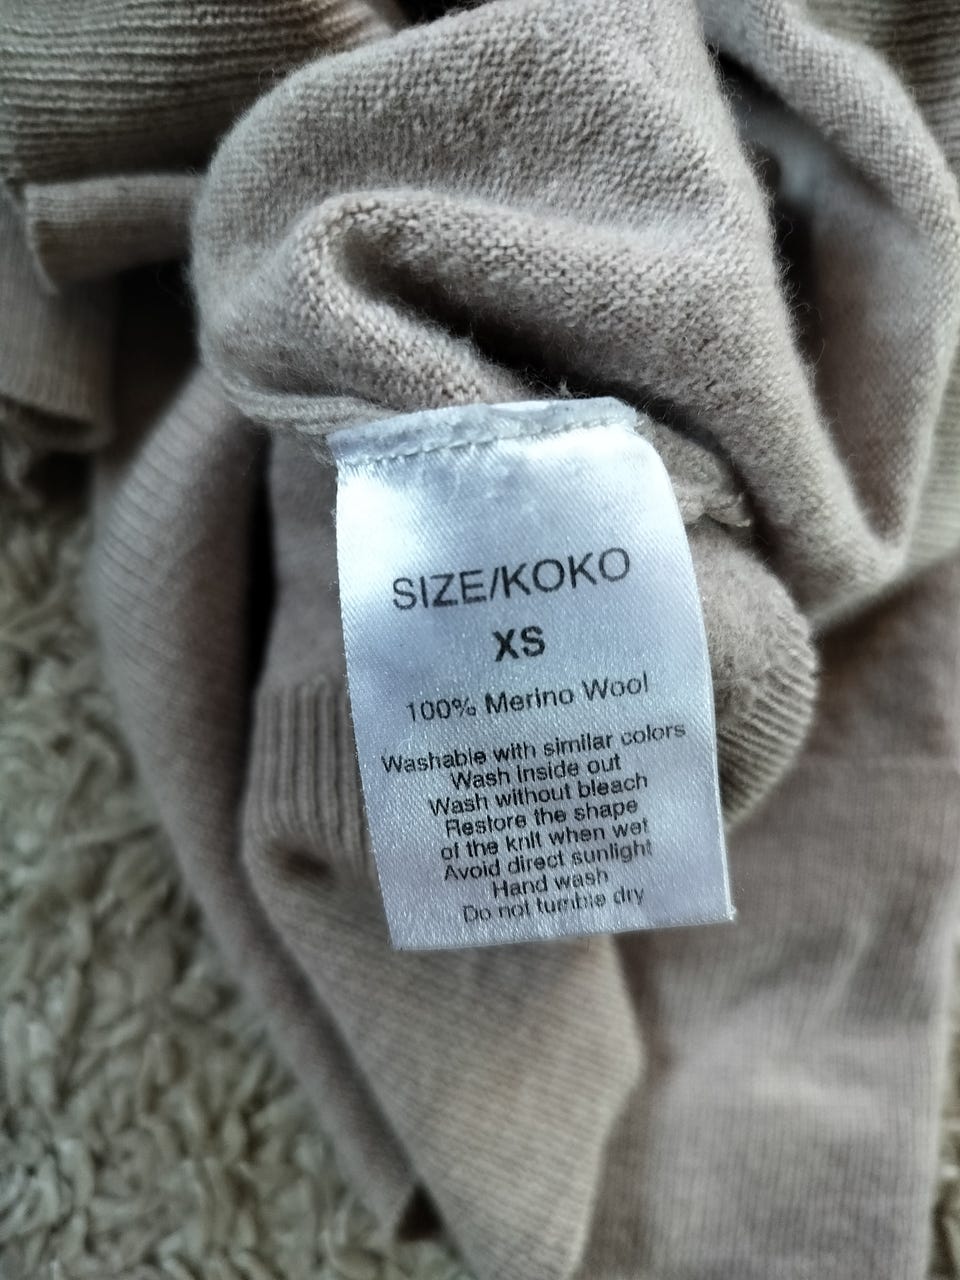 SIZE/KOKO
XS
100% Merino Wool
Washable with similar colors
Wash inside out
Wash without bleach
Restore the shape
of the knit when wet
Avoid direct sunlight
Hand wash
Do not tumble dry